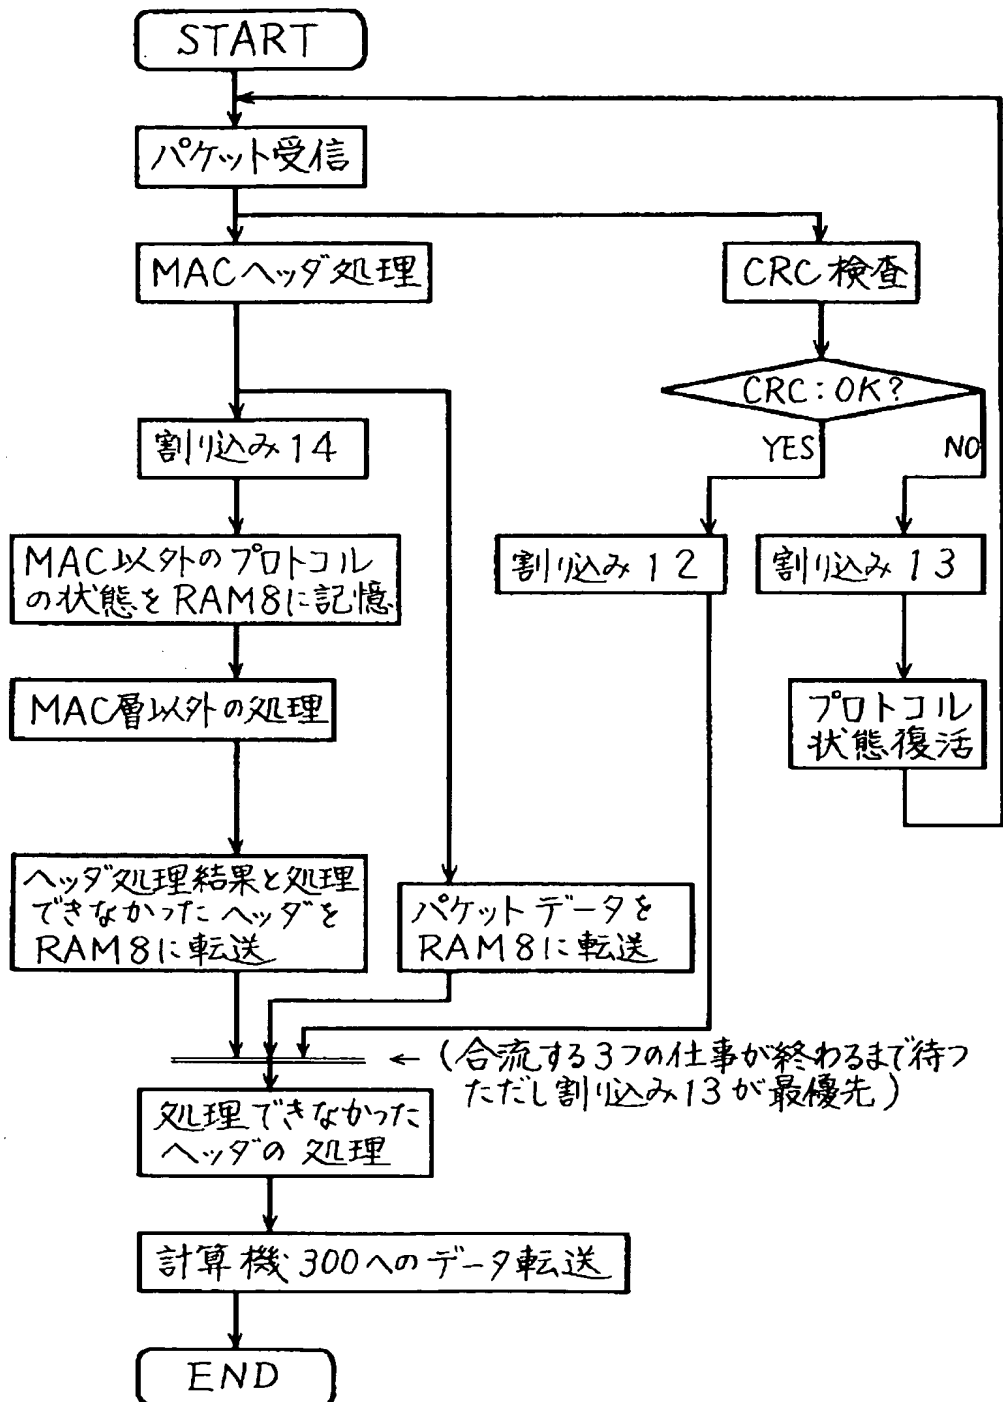 START
パケット受信
MACヘッダ処理
CRC検査
CRC:OK?
YES
NO
割り込み14
割り込み12
割り込み13
MAC以外のプロトコル
の状態をRAM8に記憶
MAC層以外の処理
プロトコル
状態復活
ヘッダ処理結果と処理
できなかったヘッダを
RAM8に転送
パケットデータを
RAM8に転送
←(合流する3つの仕事が終わるまで待つ
ただし割り込み13が最優先)
処理できなかった
ヘッダの処理
計算機300へのデータ転送
END